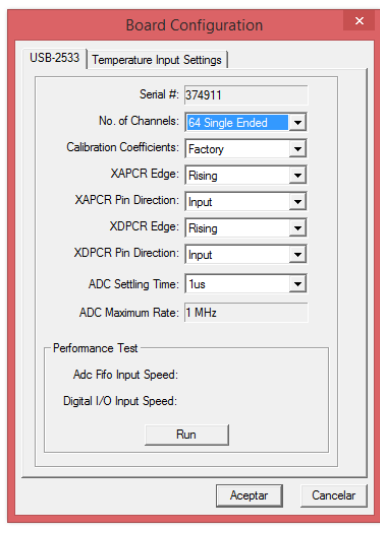 Board Configuration
USB-2533 Temperature Input Settings
Serial #: 374911
No. of Channels: 64 Single Ended
Calibration Coefficients: Factory
XAPCR Edge: Rising
XAPCR Pin Direction: Input
XDPCR Edge: Rising
XDPCR Pin Direction: Input
ADC Settling Time: 1us
ADC Maximum Rate: 1 MHz
Performance Test
Adc Fifo Input Speed:
Digital I/O Input Speed:
Run
Aceptar Cancelar